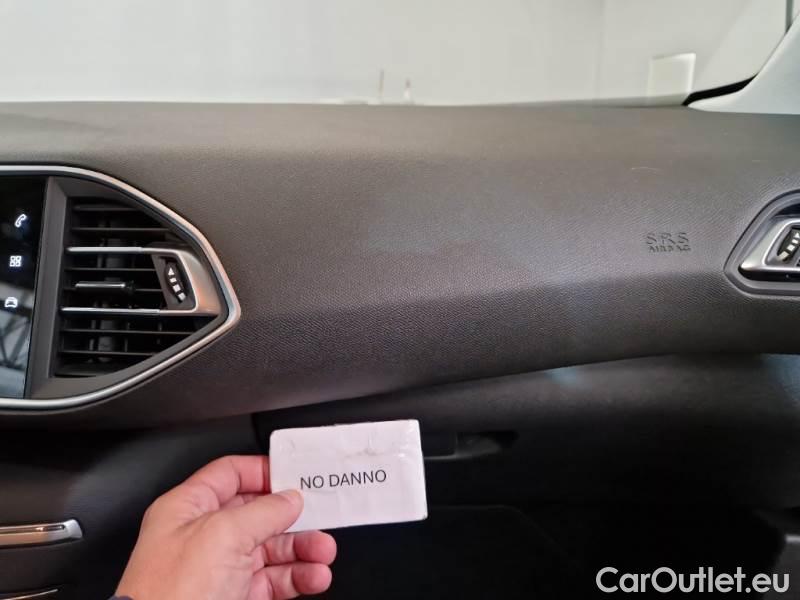 SRS
AIRBAG
NO DANNO
CarOutlet.eu